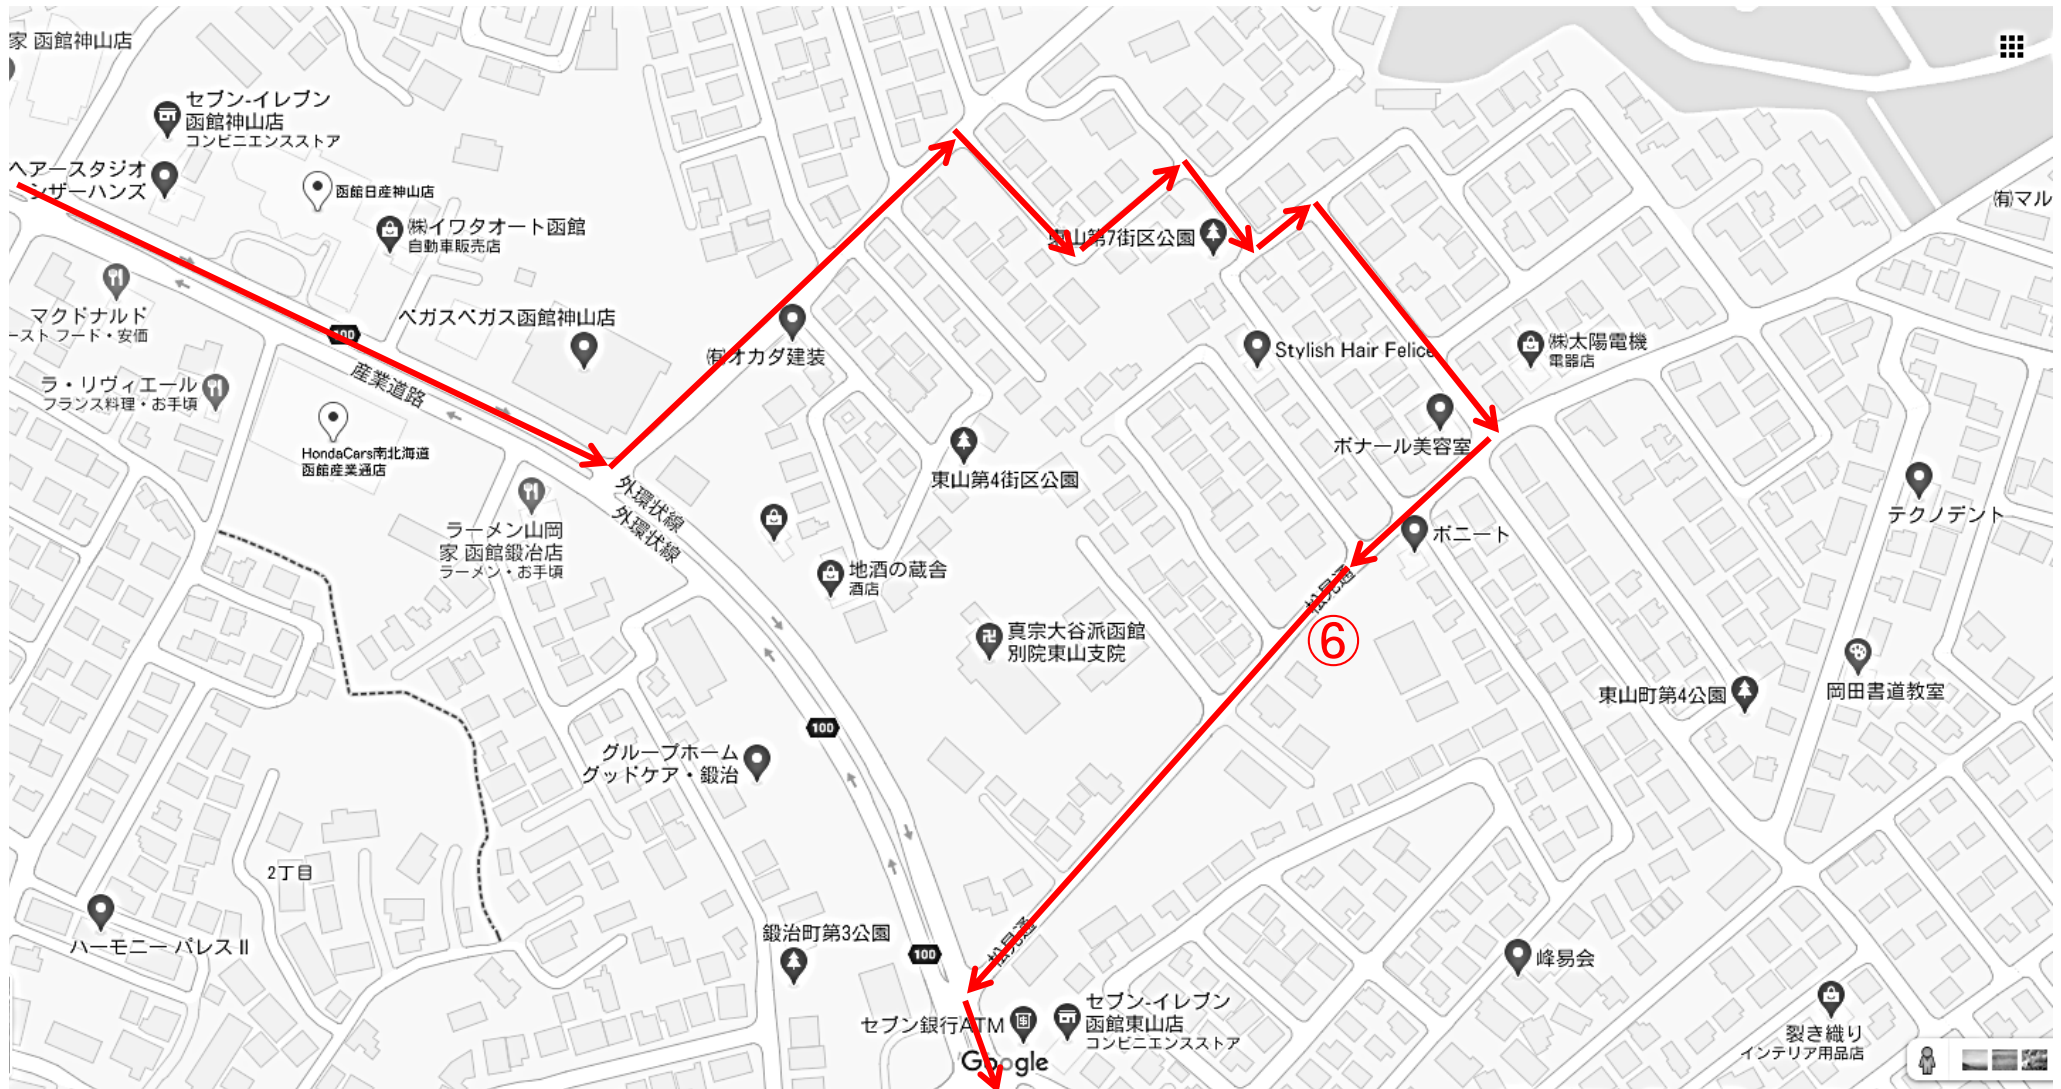 家 函館神山店
セブン-イレブン
函館神山店
コンビニエンスストア
ヘアースタジオ
ンザーハンズ
函館日産神山店
㈱イワタオート函館
自動車販売店
マクドナルド
ースト フード・安価
100
ペガスペガス函館神山店
ラ・リヴィエール
フランス料理・お手頃
産業道路
HondaCars南北海道
函館産業通店
ラーメン山岡
家 函館鍛冶店
ラーメン・お手頃
外環状線
外環状線
㈲オカダ建装
東山第7街区公園
㈲マル
Stylish Hair Felice
㈱太陽電機
電器店
ボナール美容室
東山第4街区公園
ボニート
テクノデント
地酒の蔵舎
酒店
松見通
⑥
真宗大谷派函館
別院東山支院
東山町第4公園
岡田書道教室
100
グループホーム
グッドケア・鍛冶
2丁目
ハーモニー パレス II
鍛冶町第3公園
100
松見通
峰易会
セブン銀行ATM
セブン-イレブン
函館東山店
コンビニエンスストア
裂き織り
インテリア用品店
Google